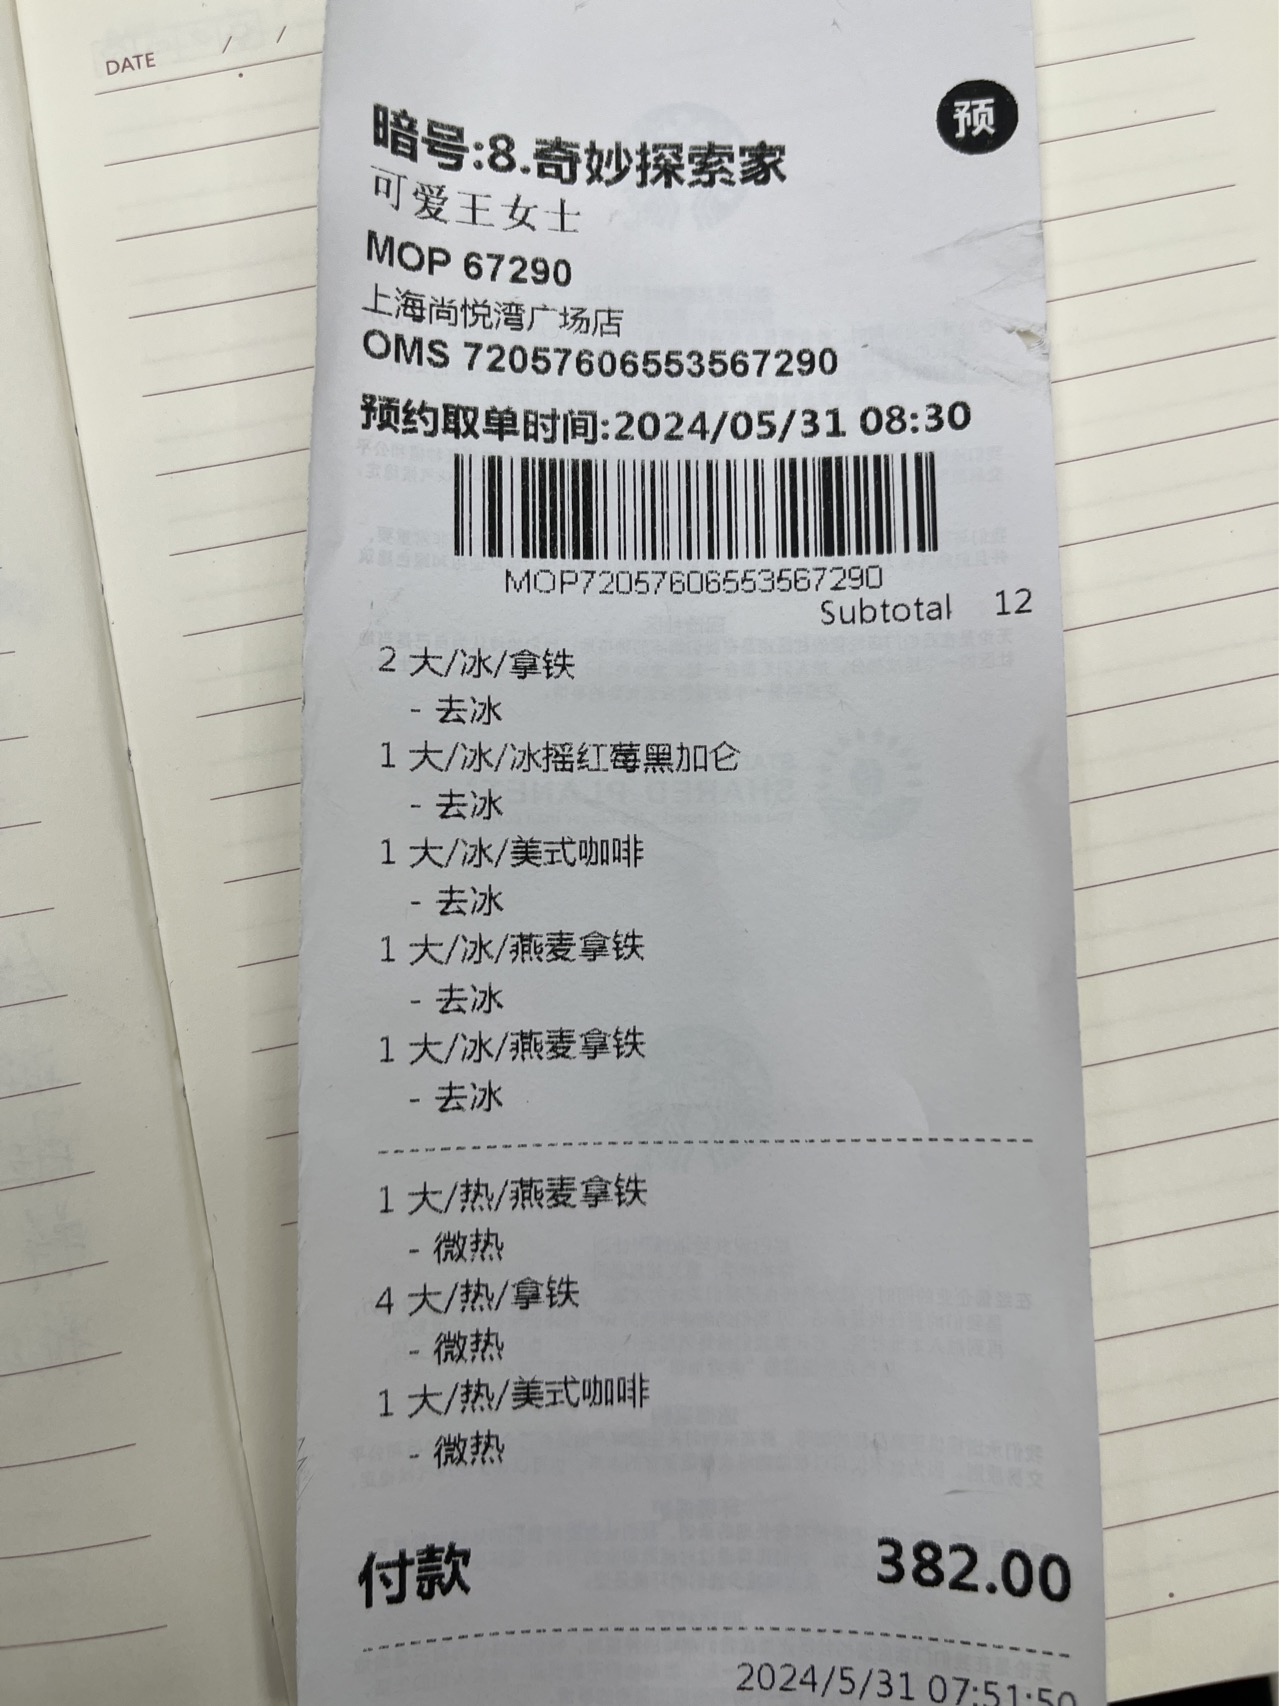 DATE / /
预
暗号:8.奇妙探索家
可爱王女士
MOP 67290
上海尚悦湾广场店
OMS 72057606553567290
预约取单时间:2024/05/31 08:30
MOP72057606553567290
Subtotal 12
2 大/冰/拿铁
- 去冰
1 大/冰/冰摇红莓黑加仑
- 去冰
1 大/冰/美式咖啡
- 去冰
1 大/冰/燕麦拿铁
- 去冰
1 大/冰/燕麦拿铁
- 去冰
1 大/热/燕麦拿铁
- 微热
4 大/热/拿铁
- 微热
1 大/热/美式咖啡
- 微热
付款 382.00
2024/5/31 07:51:50